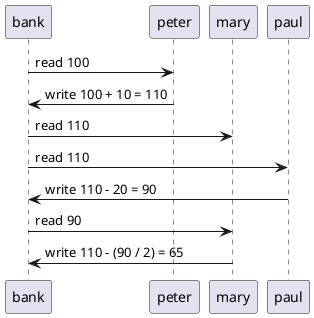 bank peter mary paul
read 100
write 100 + 10 = 110
read 110
read 110
write 110 - 20 = 90
read 90
write 110 - (90 / 2) = 65
bank peter mary paul